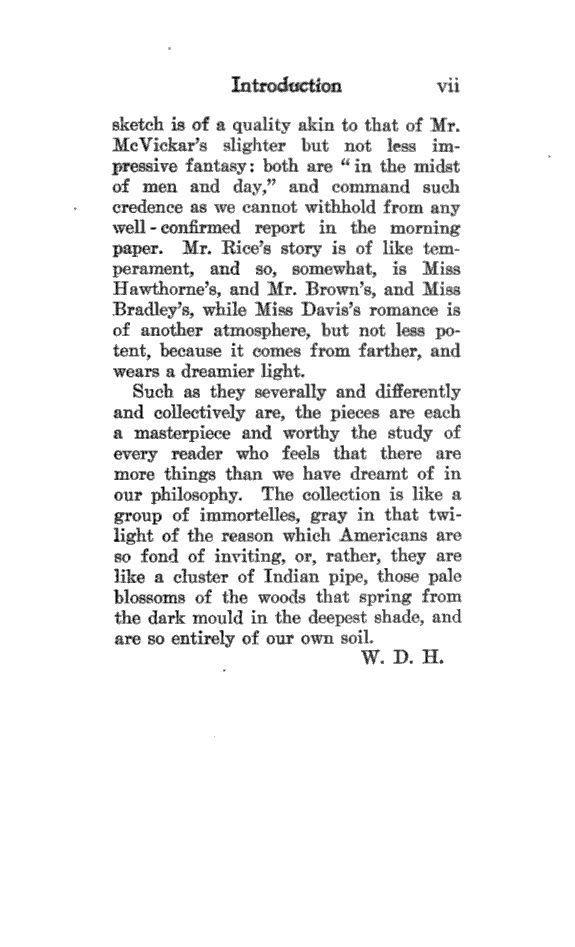 Introduction vii
sketch is of a quality akin to that of Mr.
McVickar's slighter but not less im-
pressive fantasy: both are "in the midst
of men and day," and command such
credence as we cannot withhold from any
well-confirmed report in the morning
paper. Mr. Rice's story is of like tem-
perament, and so, somewhat, is Miss
Hawthorne's, and Mr. Brown's, and Miss
Bradley's, while Miss Davis's romance is
of another atmosphere, but not less po-
tent, because it comes from farther, and
wears a dreamier light.
Such as they severally and differently
and collectively are, the pieces are each
a masterpiece and worthy the study of
every reader who feels that there are
more things than we have dreamt of in
our philosophy. The collection is like a
group of immortelles, gray in that twi-
light of the reason which Americans are
so fond of inviting, or, rather, they are
like a cluster of Indian pipe, those pale
blossoms of the woods that spring from
the dark mould in the deepest shade, and
are so entirely of our own soil.
W. D. H.